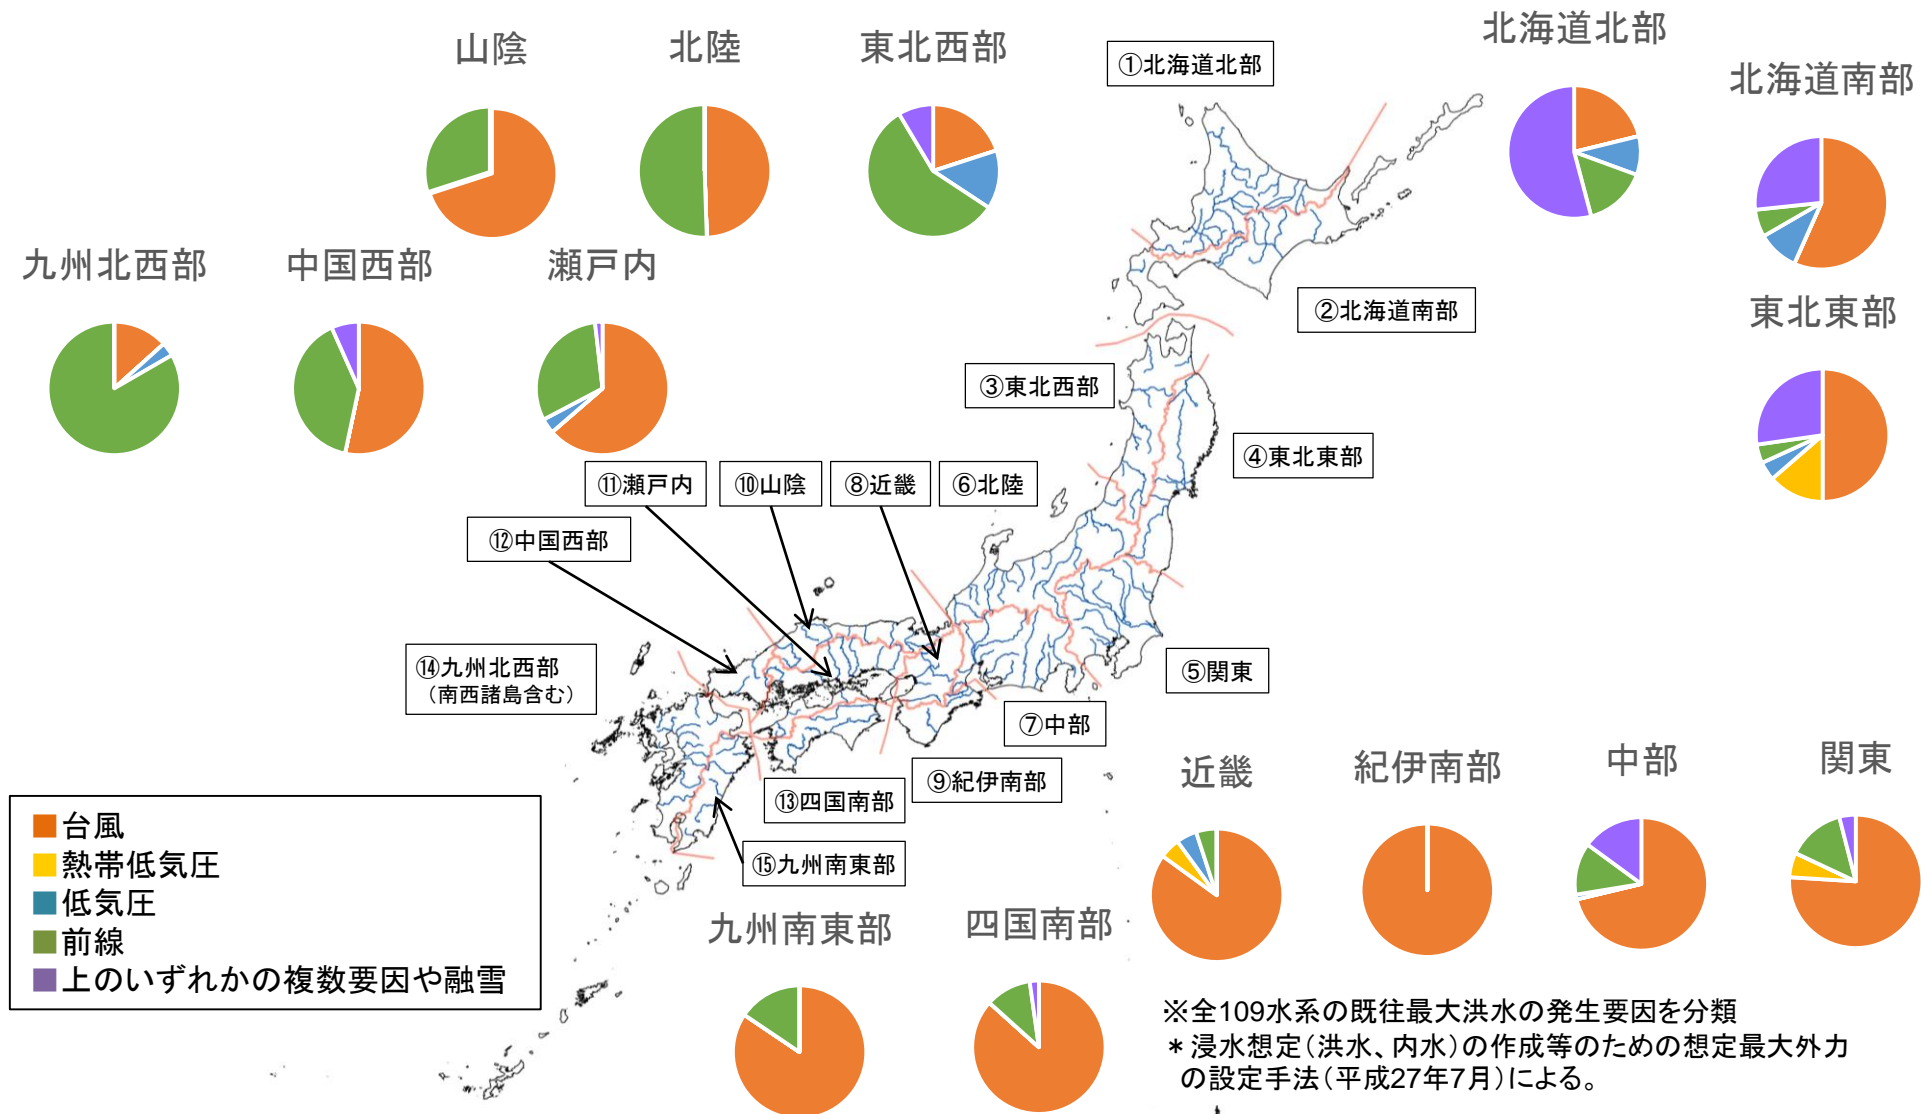 山陰
北陸
東北西部
北海道北部
北海道南部
①北海道北部
九州北西部
中国西部
瀬戸内
②北海道南部
東北東部
③東北西部
④東北東部
⑪瀬戸内
⑩山陰
⑧近畿
⑥北陸
⑫中国西部
⑭九州北西部
（南西諸島含む）
⑤関東
⑦中部
⑨紀伊南部
⑬四国南部
⑮九州南東部
近畿
紀伊南部
中部
関東
台風
熱帯低気圧
低気圧
前線
上のいずれかの複数要因や融雪
九州南東部
四国南部
※全109水系の既往最大洪水の発生要因を分類
＊浸水想定（洪水、内水）の作成等のための想定最大外力
の設定手法（平成27年7月）による。